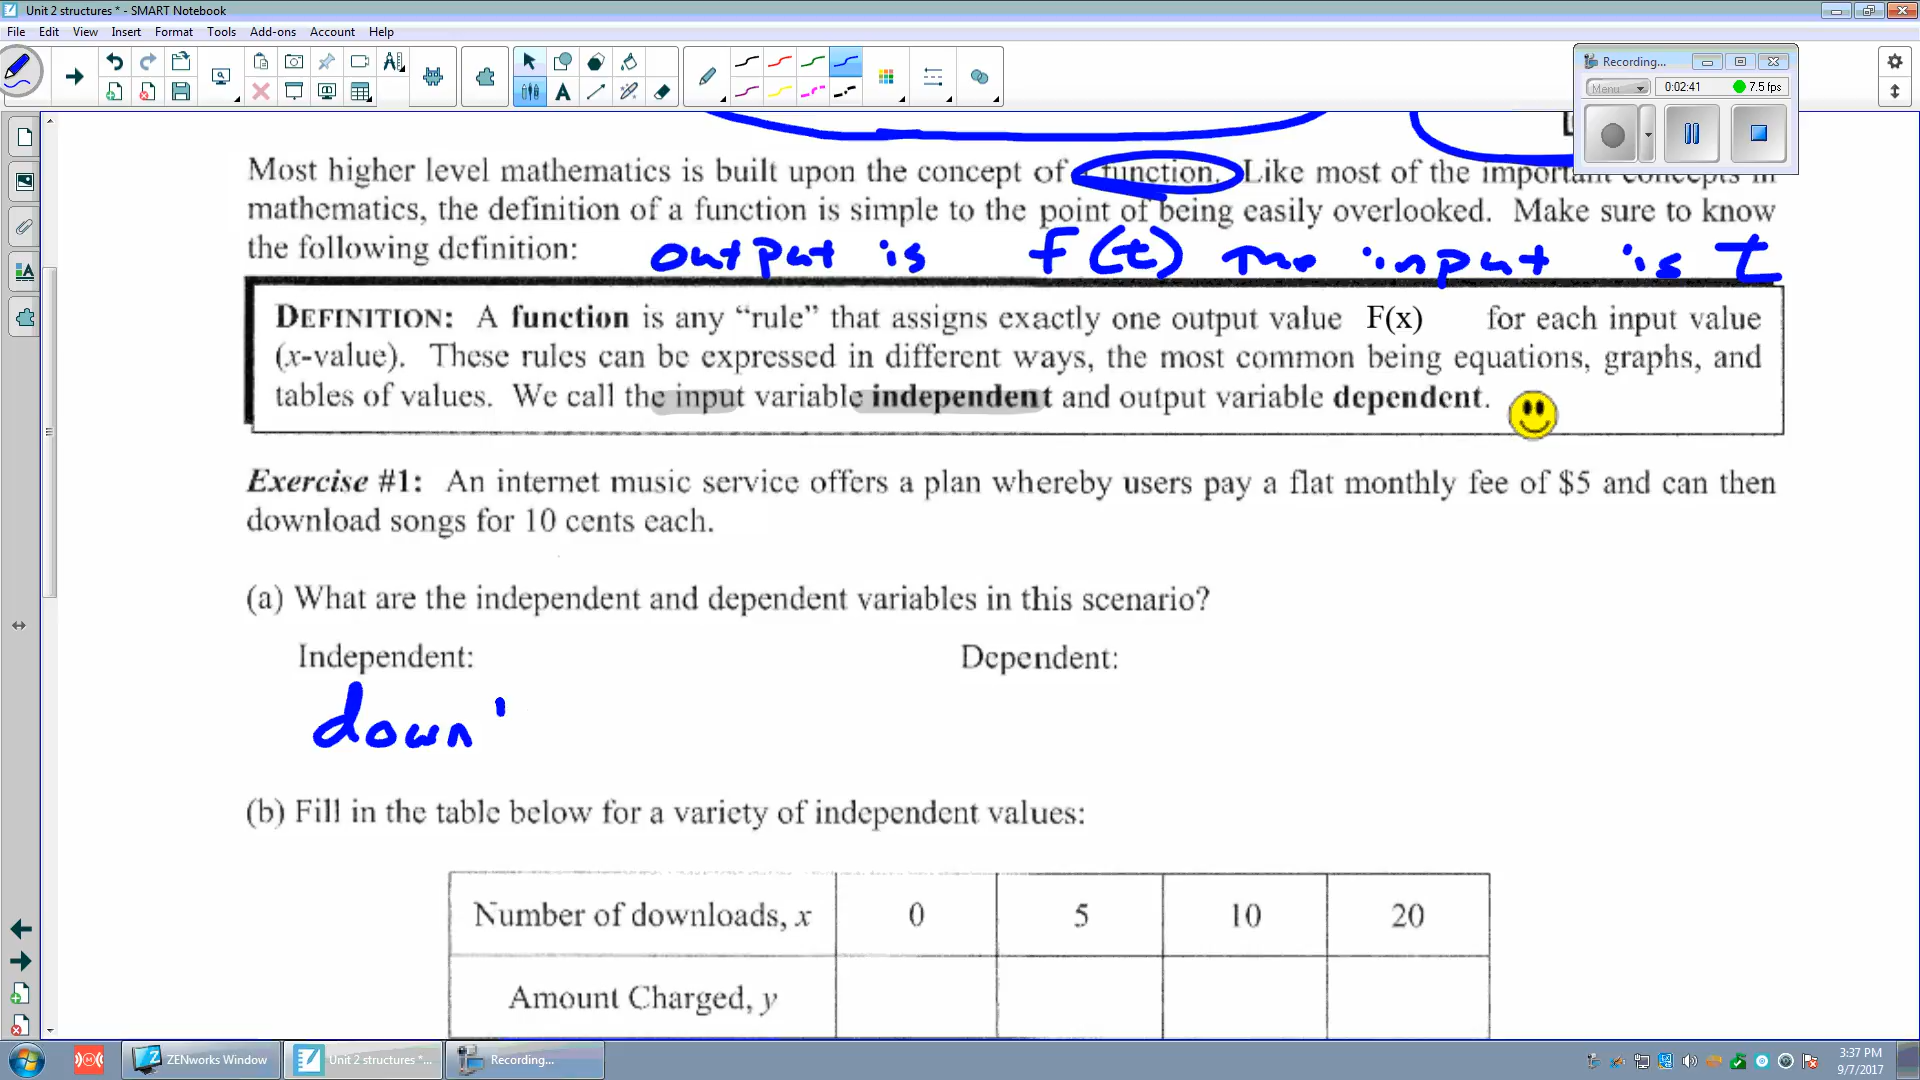 Unit 2 structures * - SMART Notebook
File Edit View Insert Format Tools Add-ons Account Help
Recording...
Menu 0:02:41 7.5 fps
Most higher level mathematics is built upon the concept of a function. Like most of the important concepts in
mathematics, the definition of a function is simple to the point of being easily overlooked. Make sure to know
the following definition: output is f(t) the input is t
DEFINITION: A function is any “rule” that assigns exactly one output value F(x) for each input value
(x-value). These rules can be expressed in different ways, the most common being equations, graphs, and
tables of values. We call the input variable independent and output variable dependent.
Exercise #1: An internet music service offers a plan whereby users pay a flat monthly fee of $5 and can then
download songs for 10 cents each.
(a) What are the independent and dependent variables in this scenario?
Independent: Dependent:
down
(b) Fill in the table below for a variety of independent values:
Number of downloads, x 0 5 10 20
Amount Charged, y
ZENworks Window Unit 2 structures *... Recording... 3:37 PM
9/7/2017